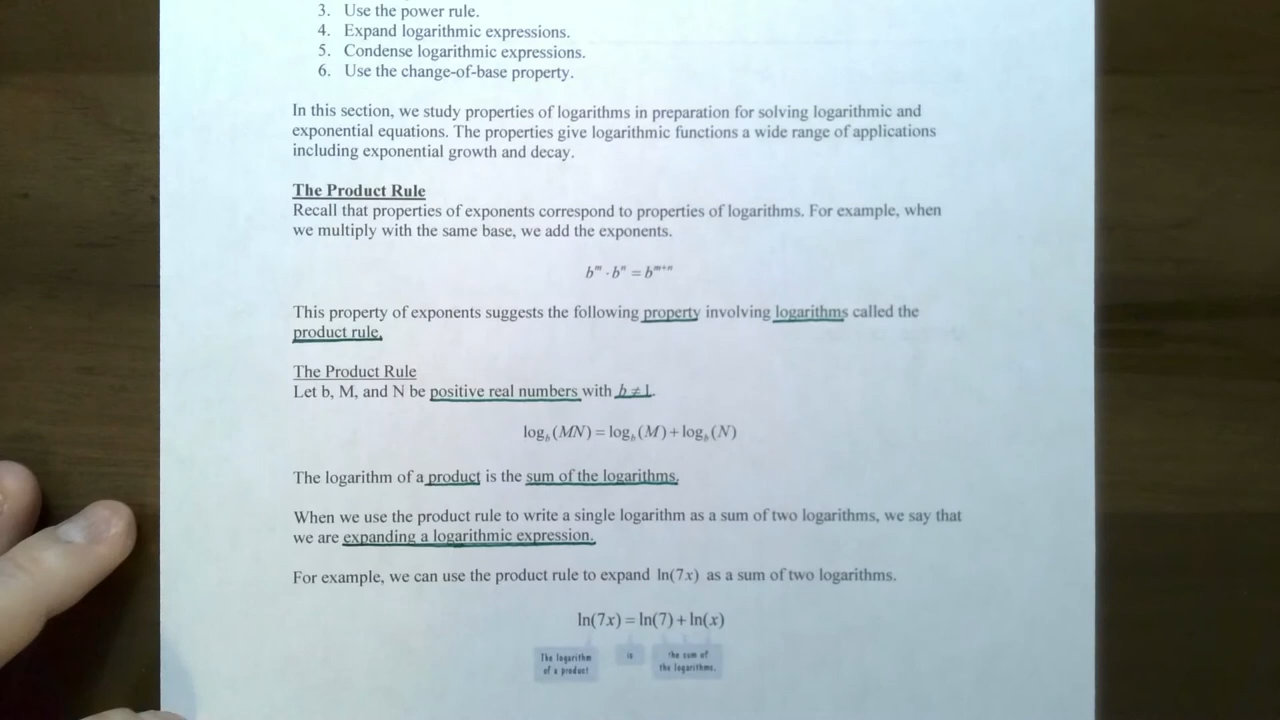 3. Use the power rule.
4. Expand logarithmic expressions.
5. Condense logarithmic expressions.
6. Use the change-of-base property.
In this section, we study properties of logarithms in preparation for solving logarithmic and
exponential equations. The properties give logarithmic functions a wide range of applications
including exponential growth and decay.
The Product Rule
Recall that properties of exponents correspond to properties of logarithms. For example, when
we multiply with the same base, we add the exponents.
b^m · b^n = b^{m+n}
This property of exponents suggests the following property involving logarithms called the
product rule.
The Product Rule
Let b, M, and N be positive real numbers with b ≠ 1.
log_b(MN) = log_b(M) + log_b(N)
The logarithm of a product is the sum of the logarithms.
When we use the product rule to write a single logarithm as a sum of two logarithms, we say that
we are expanding a logarithmic expression.
For example, we can use the product rule to expand ln(7x) as a sum of two logarithms.
ln(7x) = ln(7) + ln(x)
The logarithm is the sum of
of a product the logarithms.